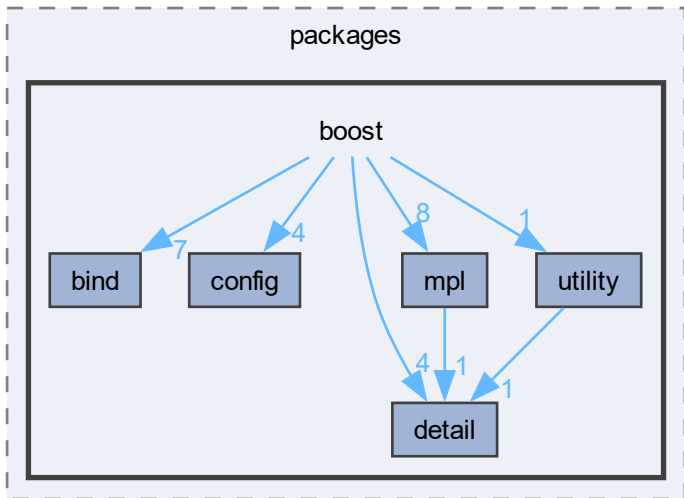 packages
boost
7
4
8
1
bind
config
mpl
utility
4
1
1
detail